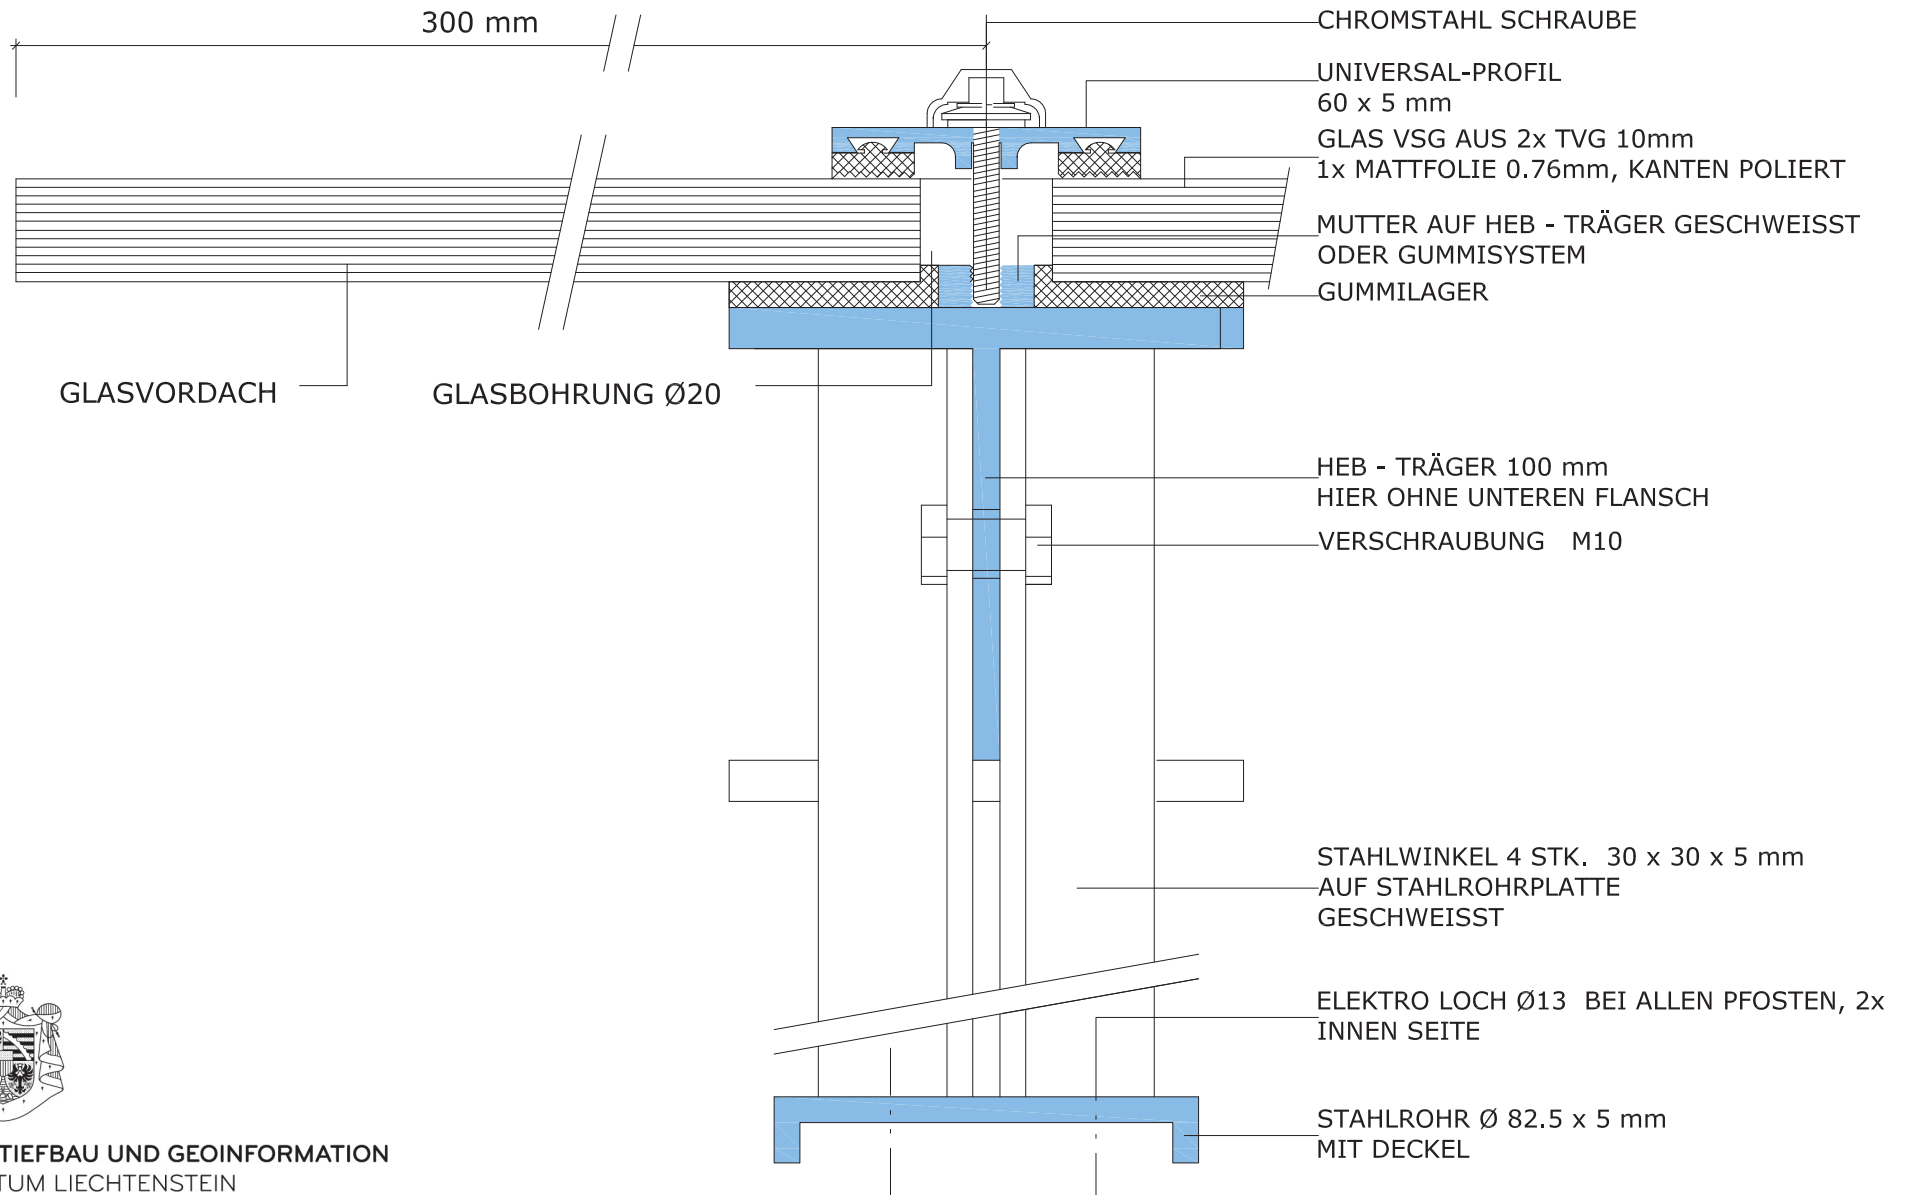 300 mm
CHROMSTAHL SCHRAUBE
UNIVERSAL-PROFIL
60 x 5 mm
GLAS VSG AUS 2x TVG 10mm
1x MATTFOLIE 0.76mm, KANTEN POLIERT
MUTTER AUF HEB - TRÄGER GESCHWEISST
ODER GUMMISYSTEM
GUMMILAGER
GLASVORDACH
GLASBOHRUNG Ø20
HEB - TRÄGER 100 mm
HIER OHNE UNTEREN FLANSCH
VERSCHRAUBUNG M10
STAHLWINKEL 4 STK. 30 x 30 x 5 mm
AUF STAHLROHRPLATTE
GESCHWEISST
ELEKTRO LOCH Ø13 BEI ALLEN PFOSTEN, 2x
INNEN SEITE
STAHLROHR Ø 82.5 x 5 mm
MIT DECKEL
TIEFBAU UND GEOINFORMATION
TUM LIECHTENSTEIN